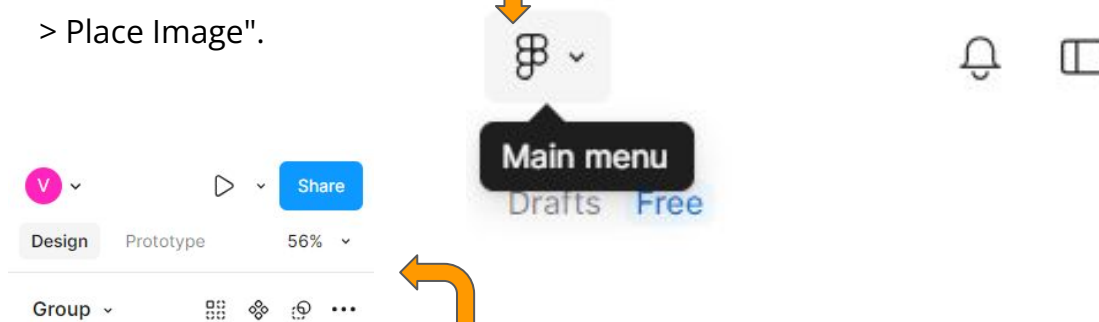 > Place Image".
Main menu
Drafts Free
V
Share
Design Prototype 56%
Group